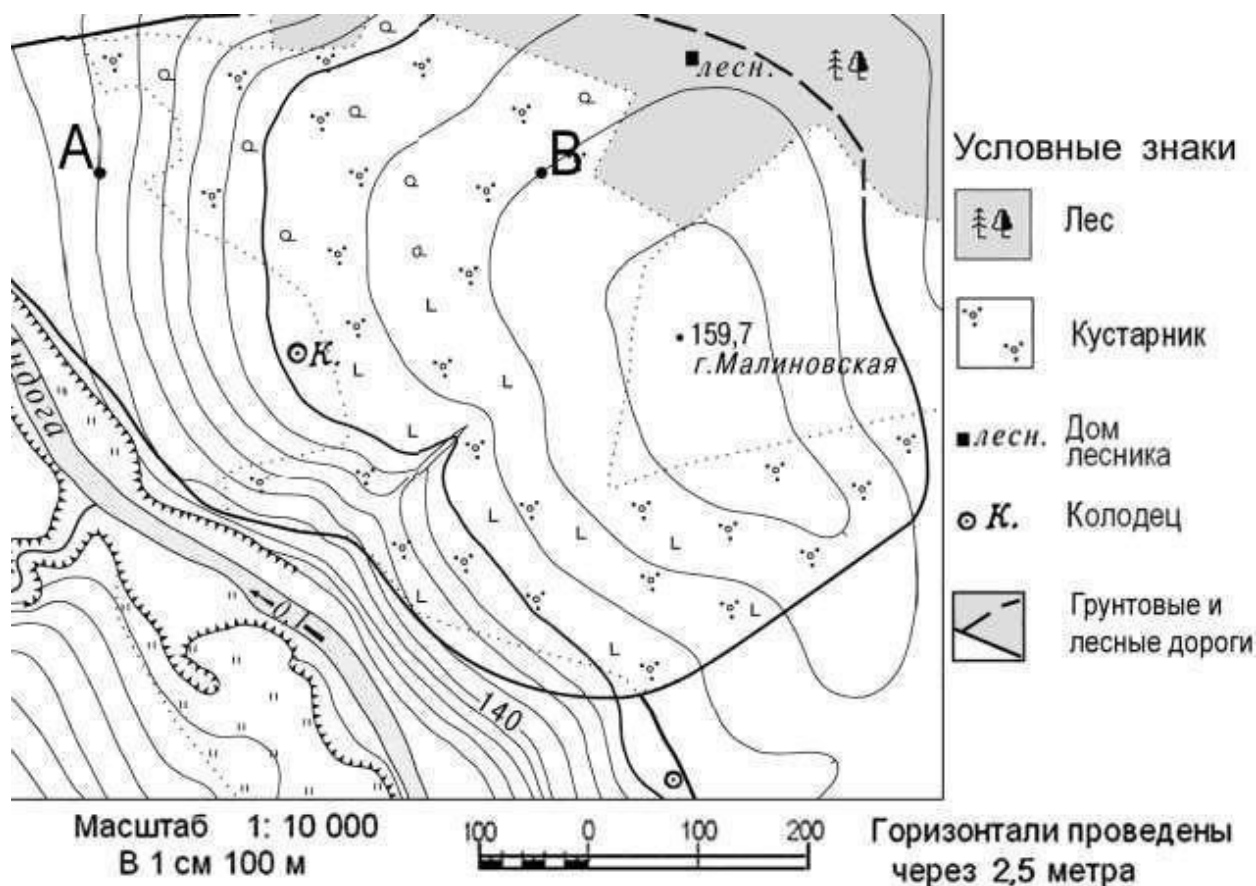 лесн.
А
В
Условные знаки
Лес
159,7
г.Малиновская
Кустарник
К.
лесн. Дом
лесника
К. Колодец
140
Грунтовые и
лесные дороги
Масштаб 1: 10 000
В 1 см 100 м
100 0 100 200
Горизонтали проведены
через 2,5 метра